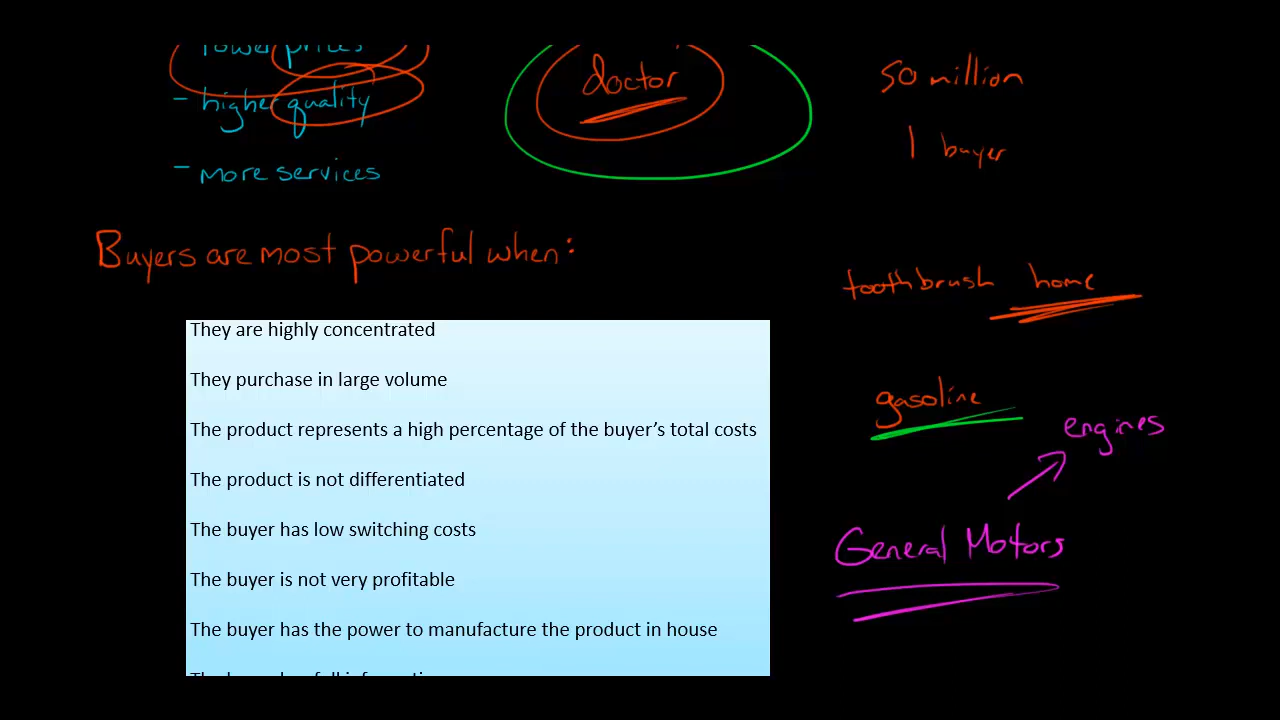 lower prices
- higher quality
- more services
doctor
50 million
1 buyer
Buyers are most powerful when:
toothbrush home
gasoline
engines
General Motors
They are highly concentrated
They purchase in large volume
The product represents a high percentage of the buyer's total costs
The product is not differentiated
The buyer has low switching costs
The buyer is not very profitable
The buyer has the power to manufacture the product in house